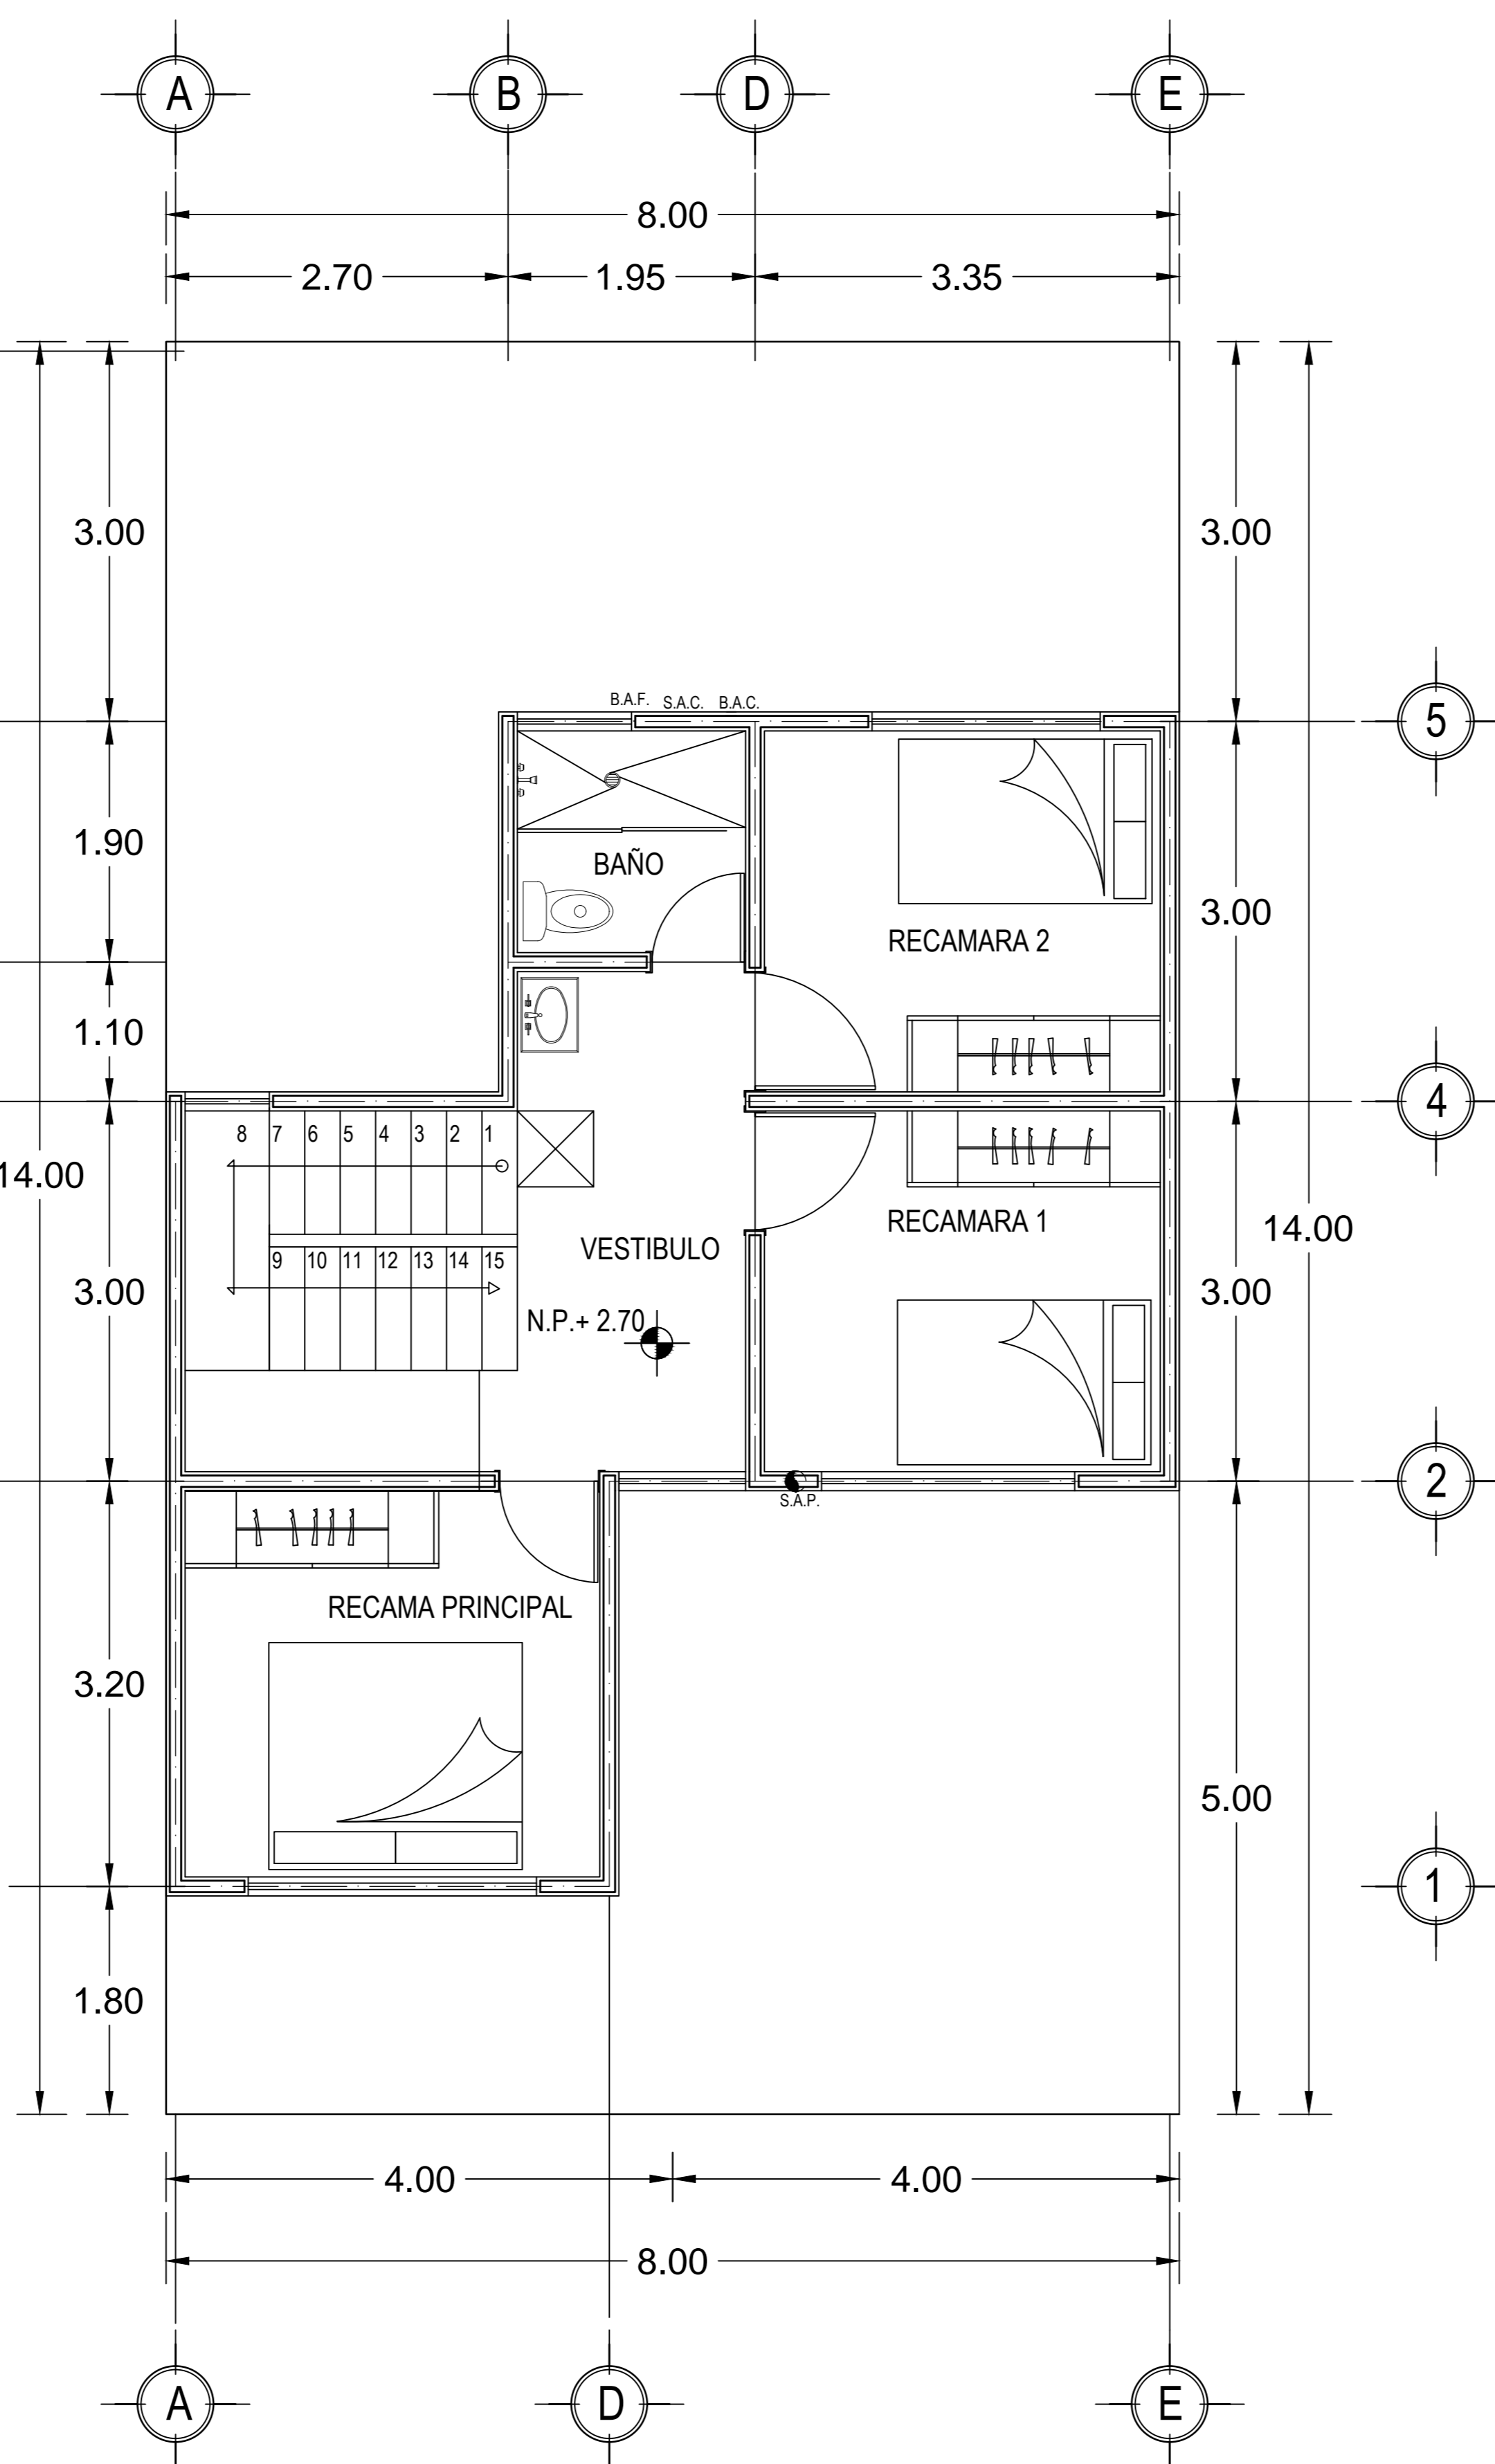 A B D E
8.00
2.70 1.95 3.35
3.00 3.00
B.A.F. S.A.C. B.A.C.
5
1.90
BAÑO
3.00
RECAMARA 2
1.10
4
8 7 6 5 4 3 2 1
14.00
RECAMARA 1
14.00
VESTIBULO
9 10 11 12 13 14 15
3.00 3.00
N.P.+ 2.70
2
S.A.P.
RECAMA PRINCIPAL
3.20
5.00
1
1.80
4.00 4.00
8.00
A D E